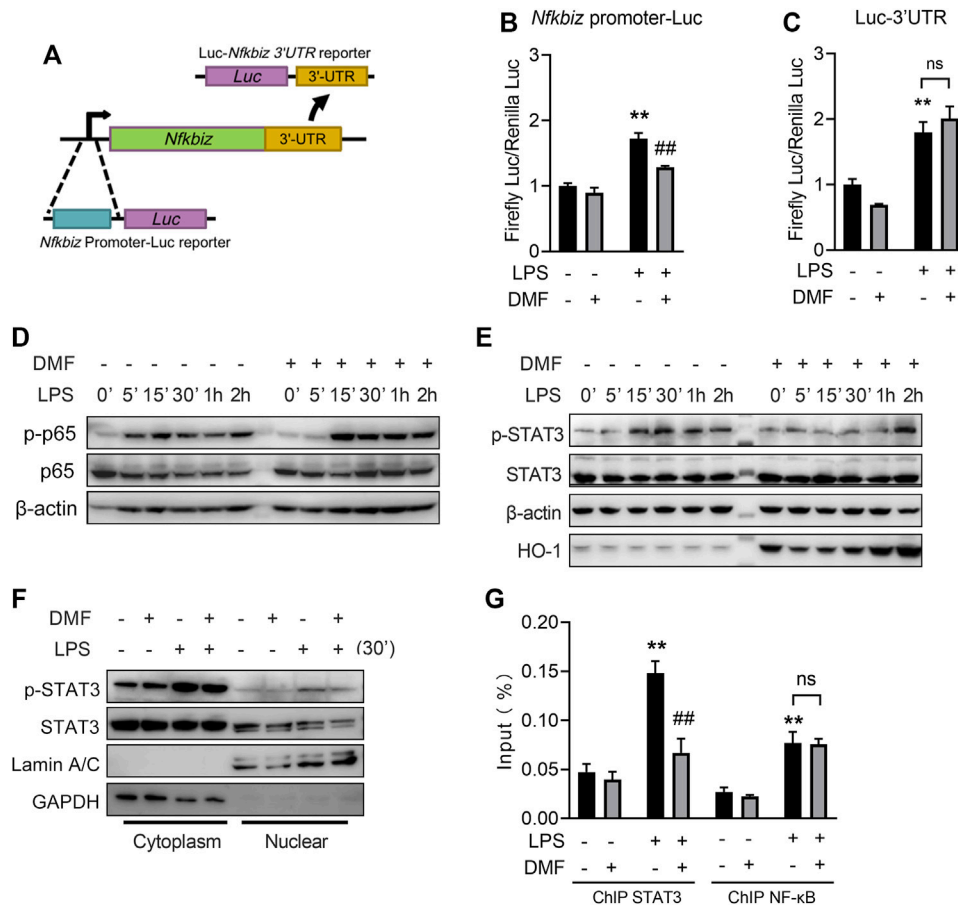 A
Luc-Nfkbiz 3'UTR reporter
Luc
3'-UTR
Nfkbiz
3'-UTR
Luc
Nfkbiz Promoter-Luc reporter
B
Nfkbiz promoter-Luc
Firefly Luc/Renilla Luc
3
2
1
0
**
##
LPS - - + +
DMF - + - +
C
Luc-3’UTR
Firefly Luc/Renilla Luc
3
2
1
0
**
ns
LPS - - + +
DMF - + - +
D
DMF - - - - - - + + + + + +
LPS 0’ 5’ 15’ 30’ 1h 2h 0’ 5’ 15’ 30’ 1h 2h
p-p65
p65
β-actin
E
DMF - - - - - - + + + + + +
LPS 0’ 5’ 15’ 30’ 1h 2h 0’ 5’ 15’ 30’ 1h 2h
p-STAT3
STAT3
β-actin
HO-1
F
DMF - + - + - + - +
LPS - - + + - - + + (30’)
p-STAT3
STAT3
Lamin A/C
GAPDH
Cytoplasm Nuclear
G
Input ( %)
0.20
0.15
0.10
0.05
0.00
**
##
**
ns
LPS - - + + - - + +
DMF - + - + - + - +
ChIP STAT3 ChIP NF-κB